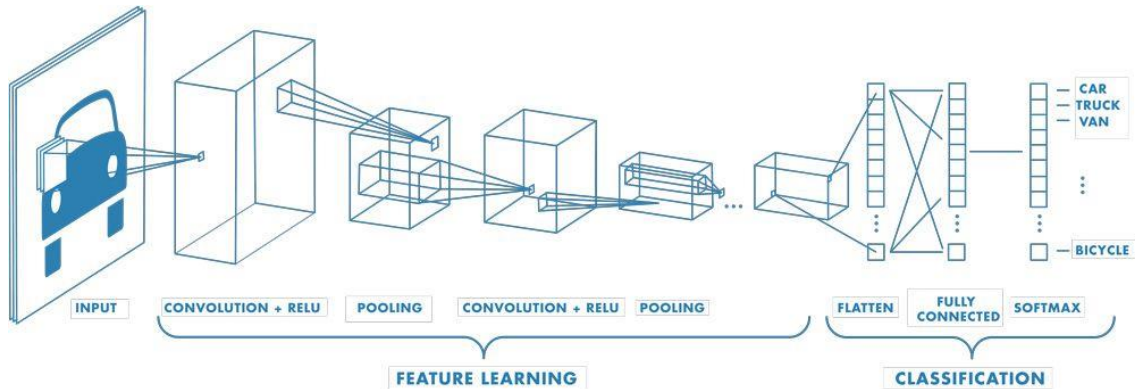 CAR
TRUCK
VAN
BICYCLE
INPUT
CONVOLUTION + RELU
POOLING
CONVOLUTION + RELU
POOLING
FLATTEN
FULLY
CONNECTED
SOFTMAX
FEATURE LEARNING
CLASSIFICATION